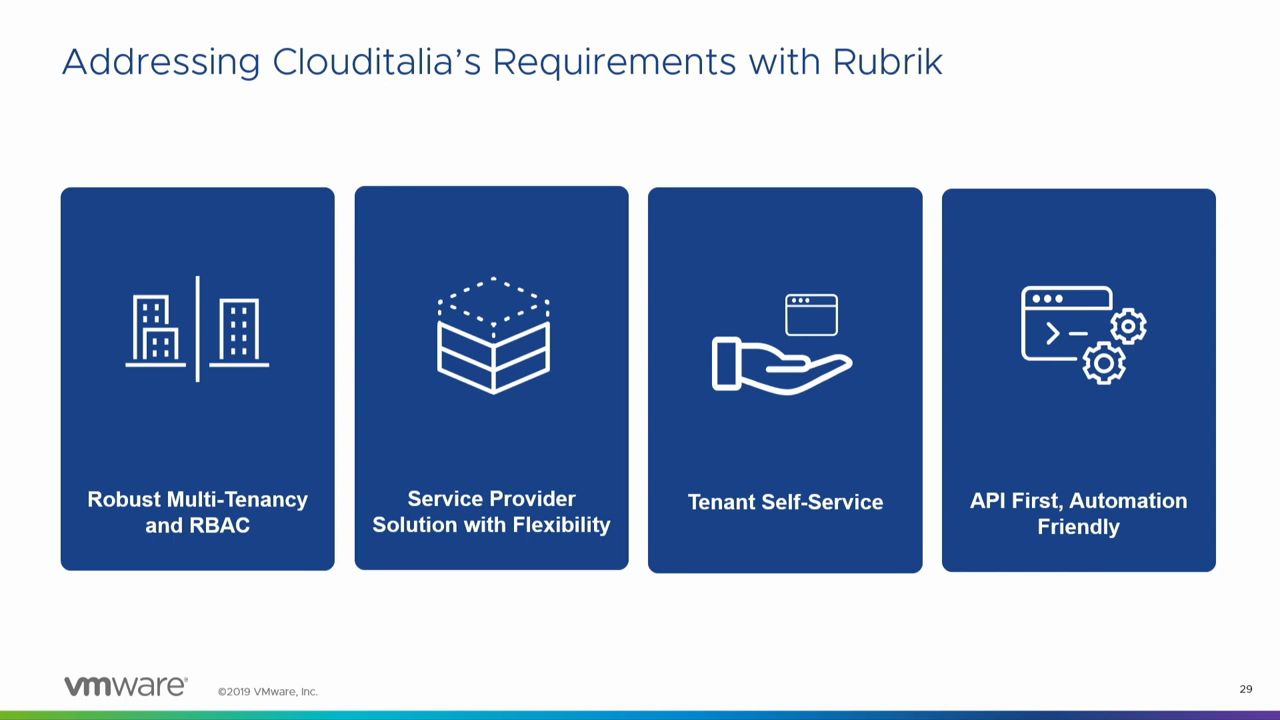 Addressing Clouditalia’s Requirements with Rubrik
Robust Multi-Tenancy
and RBAC
Service Provider
Solution with Flexibility
Tenant Self-Service
API First, Automation
Friendly
vmware®
©2019 VMware, Inc.
29